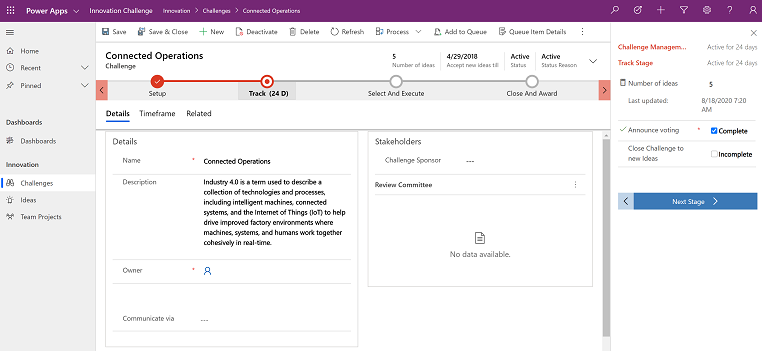 Power Apps
Innovation Challenge
Innovation > Challenges > Connected Operations
Save
Save & Close
New
Deactivate
Delete
Refresh
Process
Add to Queue
Queue Item Details
Home
Recent
Pinned
Dashboards
Dashboards
Innovation
Challenges
Ideas
Team Projects
Connected Operations
Challenge
5
Number of ideas
4/29/2018
Accept new ideas till
Active
Status
Active
Status Reason
Setup
Track (24 D)
Select And Execute
Close And Award
Details
Timeframe
Related
Details
Name * Connected Operations
Description
Industry 4.0 is a term used to describe a
collection of technologies and processes,
including intelligent machines, connected
systems, and the Internet of Things (IoT) to help
drive improved factory environments where
machines, systems, and humans work together
cohesively in real-time.
Owner *
Communicate via ---
Stakeholders
Challenge Sponsor ---
Review Committee
No data available.
Challenge Managem... Active for 24 days
Track Stage Active for 24 days
Number of ideas 5
Last updated: 8/18/2020 7:20
AM
Announce voting * Complete
Close Challenge to
new Ideas
Incomplete
Next Stage